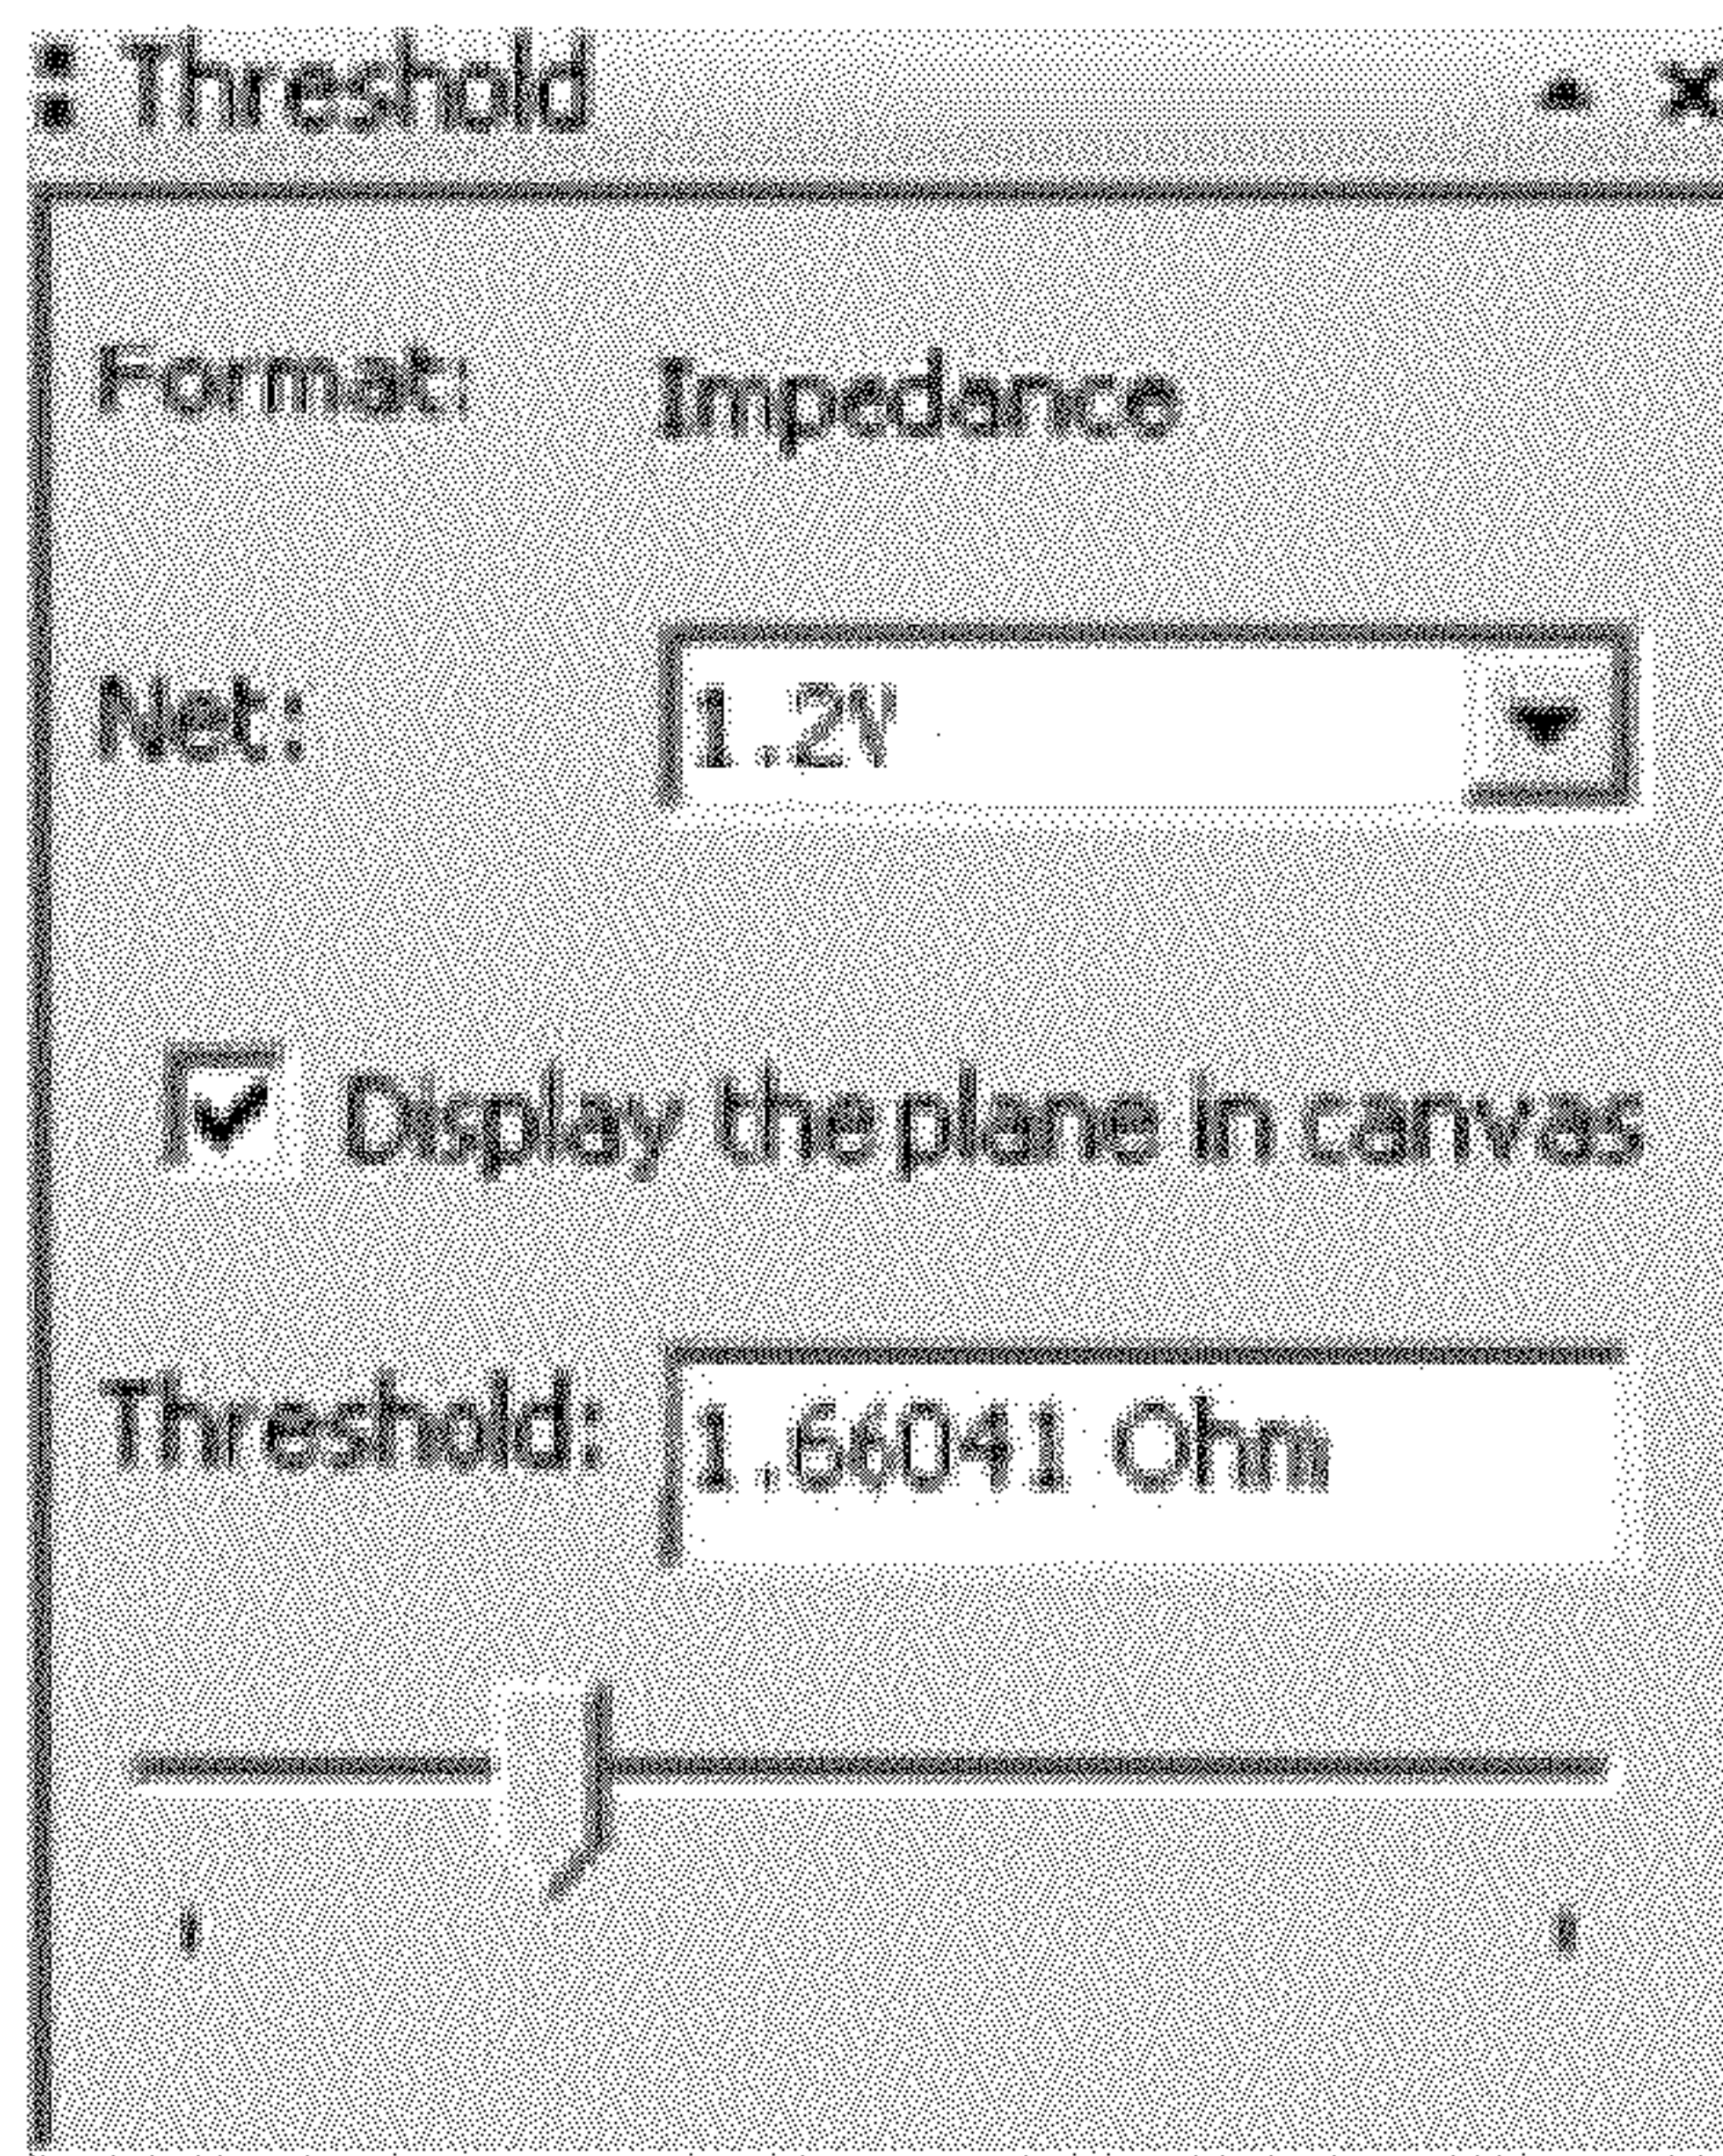 Threshold
Format: Impedance
Net: 1.2V
Display the plane in canvas
Threshold: 1.66041 Ohm